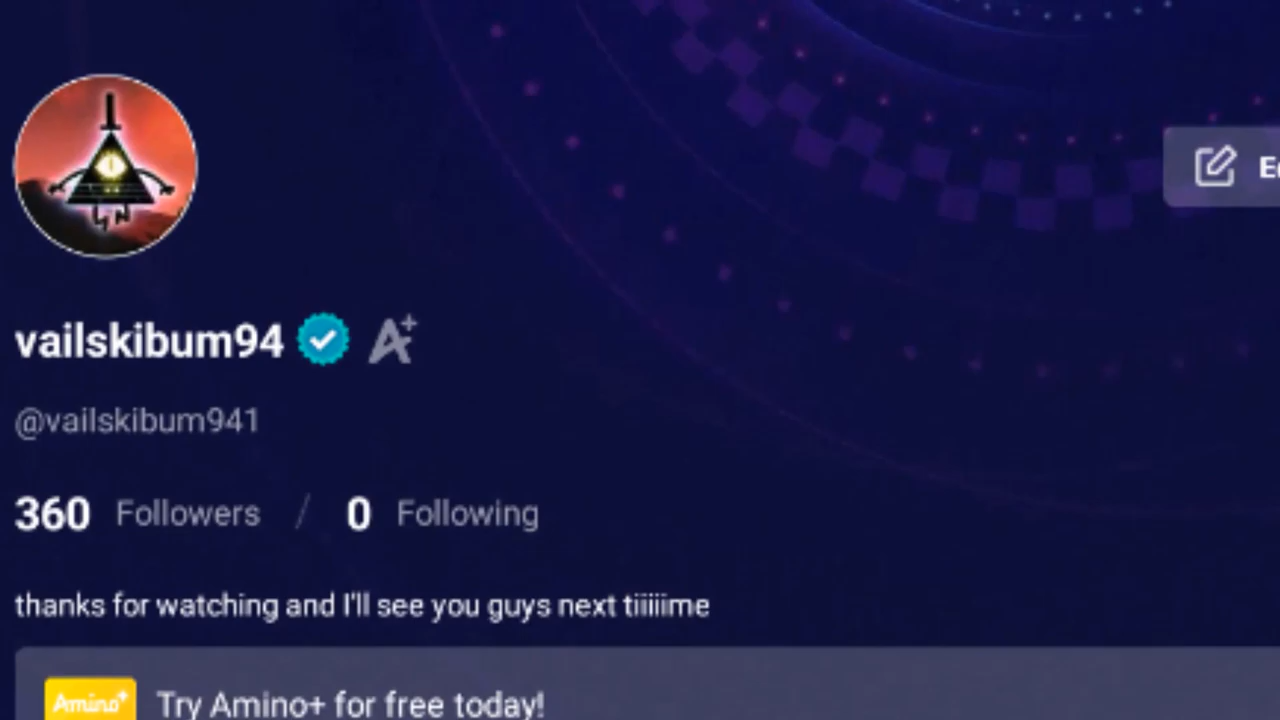 vailskibum94 A+
@vailskibum941
360 Followers / 0 Following
thanks for watching and I'll see you guys next tiiiiime
Amino+ Try Amino+ for free today!